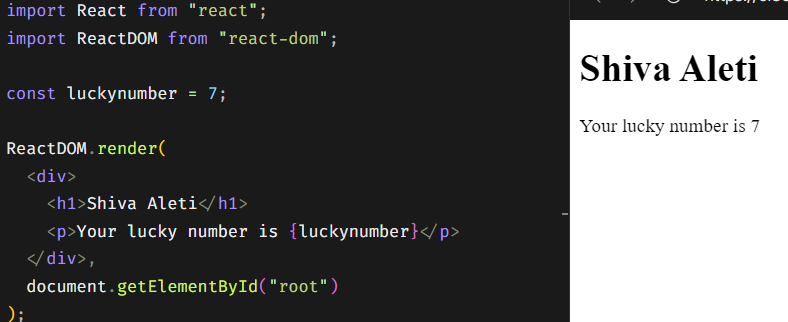 import React from "react";
import ReactDOM from "react-dom";
const luckynumber = 7;
ReactDOM.render(
<div>
<h1>Shiva Aleti</h1>
<p>Your lucky number is {luckynumber}</p>
</div>,
document.getElementById("root")
);
Shiva Aleti
Your lucky number is 7